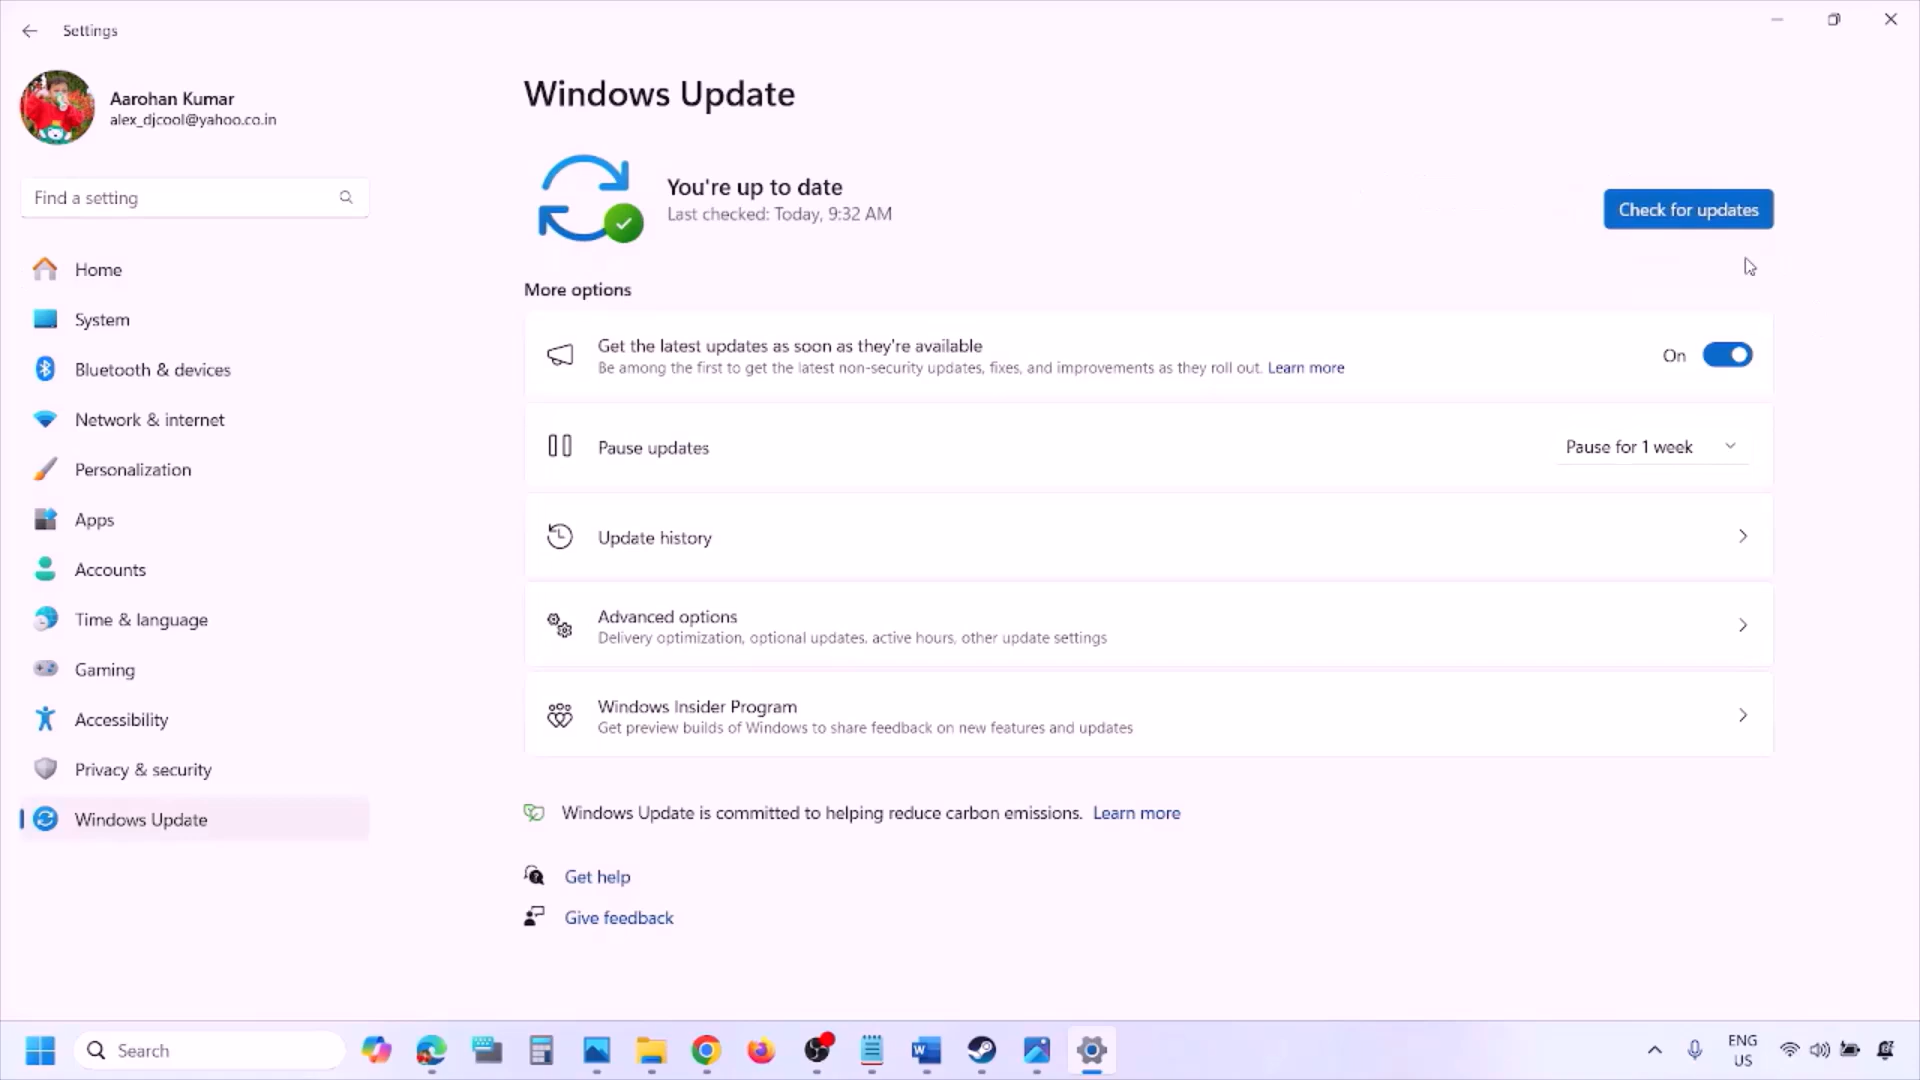 Settings
Aarohan Kumar
alex_djcool@yahoo.co.in
Find a setting
Home
System
Bluetooth & devices
Network & internet
Personalization
Apps
Accounts
Time & language
Gaming
Accessibility
Privacy & security
Windows Update
Windows Update
You're up to date
Last checked: Today, 9:32 AM
Check for updates
More options
Get the latest updates as soon as they're available
Be among the first to get the latest non-security updates, fixes, and improvements as they roll out. Learn more
On
Pause updates
Pause for 1 week
Update history
Advanced options
Delivery optimization, optional updates, active hours, other update settings
Windows Insider Program
Get preview builds of Windows to share feedback on new features and updates
Windows Update is committed to helping reduce carbon emissions. Learn more
Get help
Give feedback
Search
ENG
US